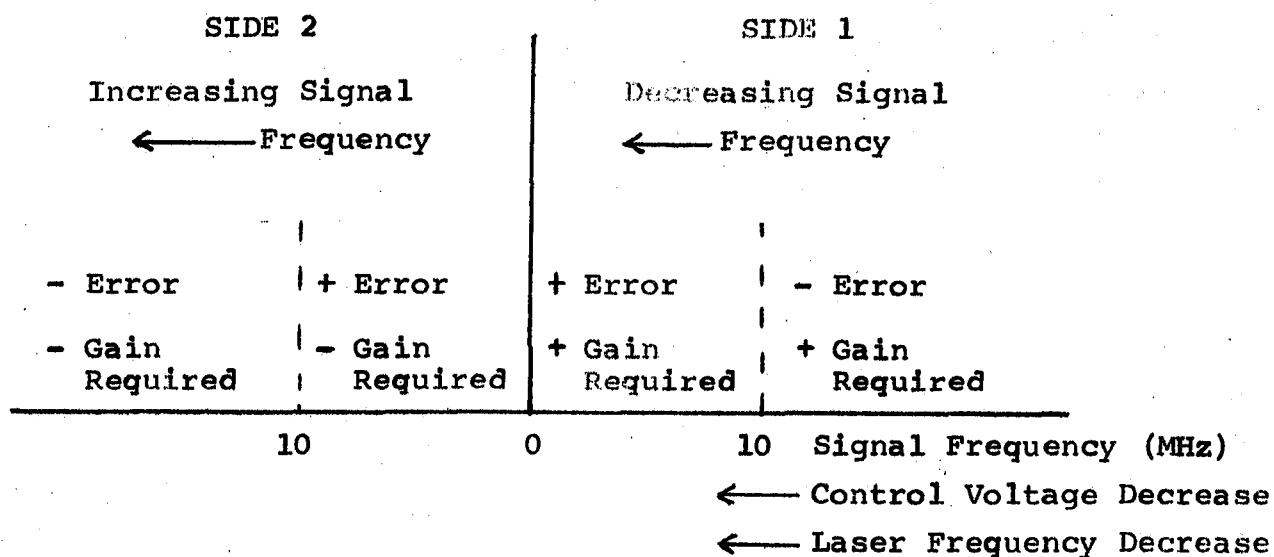 SIDE 2
SIDE 1
Increasing Signal
← Frequency
Decreasing Signal
← Frequency
- Error
+ Error
+ Error
- Error
- Gain
Required
- Gain
Required
+ Gain
Required
+ Gain
Required
10
0
10
Signal Frequency (MHz)
← Control Voltage Decrease
← Laser Frequency Decrease